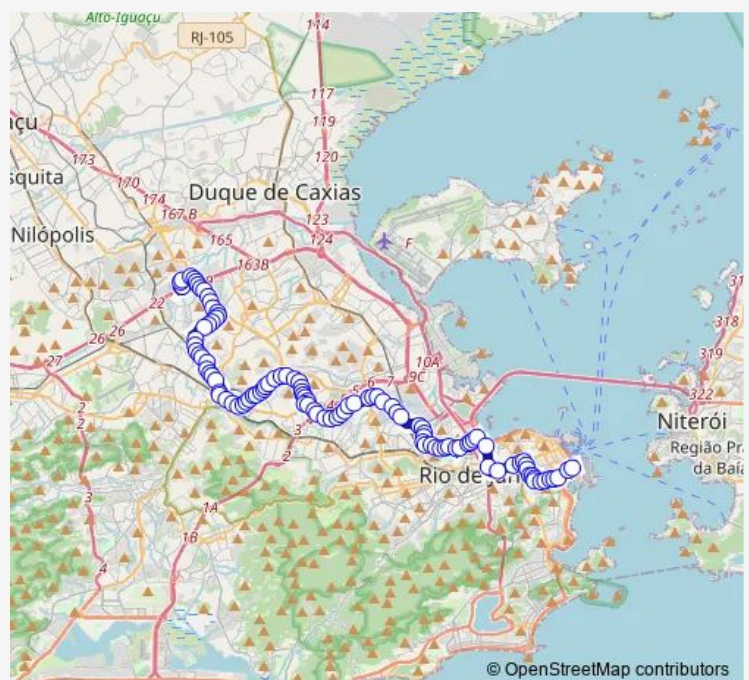 Alto-Iguaçu
RJ-105
114
117
119
120
açu
173
170
174
167 B
165
squita
Nilópolis
Duque de Caxias
123
124
163B
F
22
26
26
27
2
2
3
4
3
2
1A
1B
4
5
6
7
9C
10A
318
319
322
Niterói
Região Pr
da Baía
Rio de
© OpenStreetMap contributors